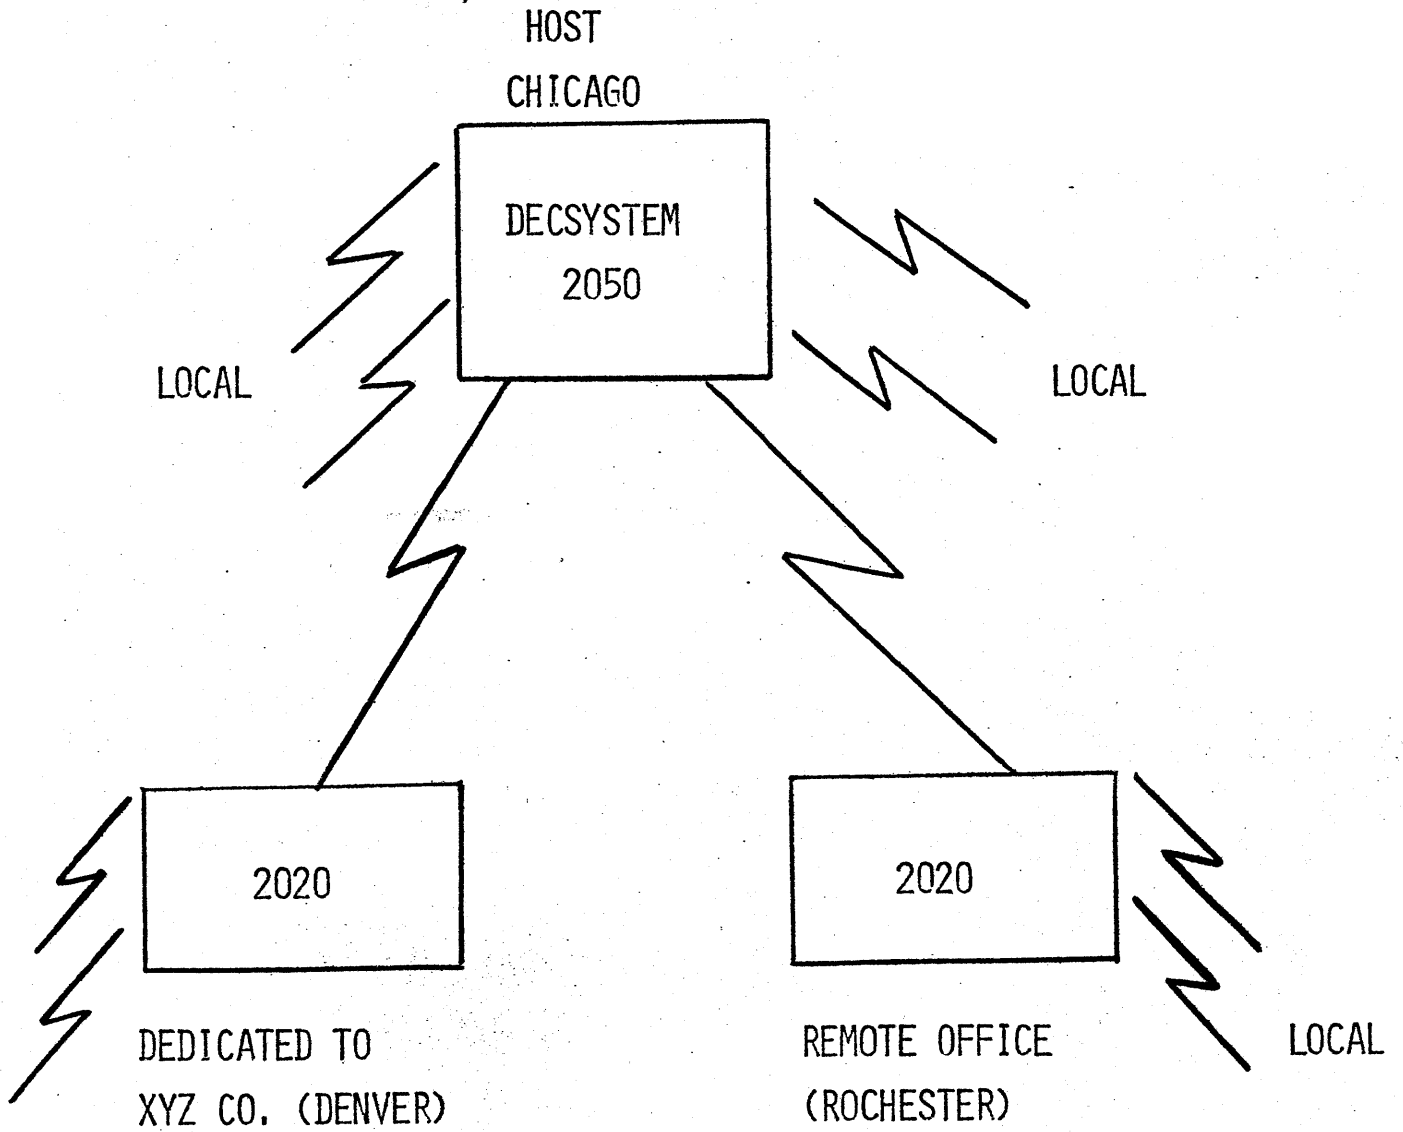 HOST
CHICAGO
DECSYSTEM
2050
LOCAL
LOCAL
2020
2020
DEDICATED TO
XYZ CO. (DENVER)
REMOTE OFFICE
(ROCHESTER)
LOCAL